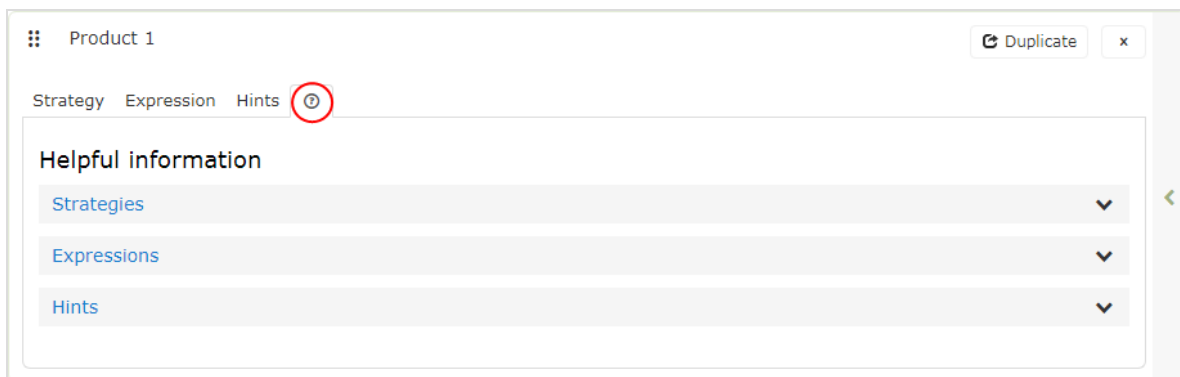 Product 1
Duplicate x
Strategy Expression Hints ?
Helpful information
Strategies
Expressions
Hints